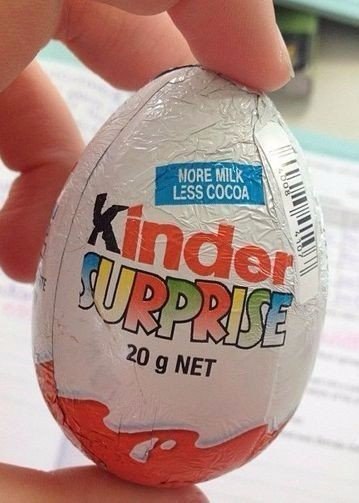 MORE MILK
LESS COCOA
Kinder
SURPRISE
20 g NET